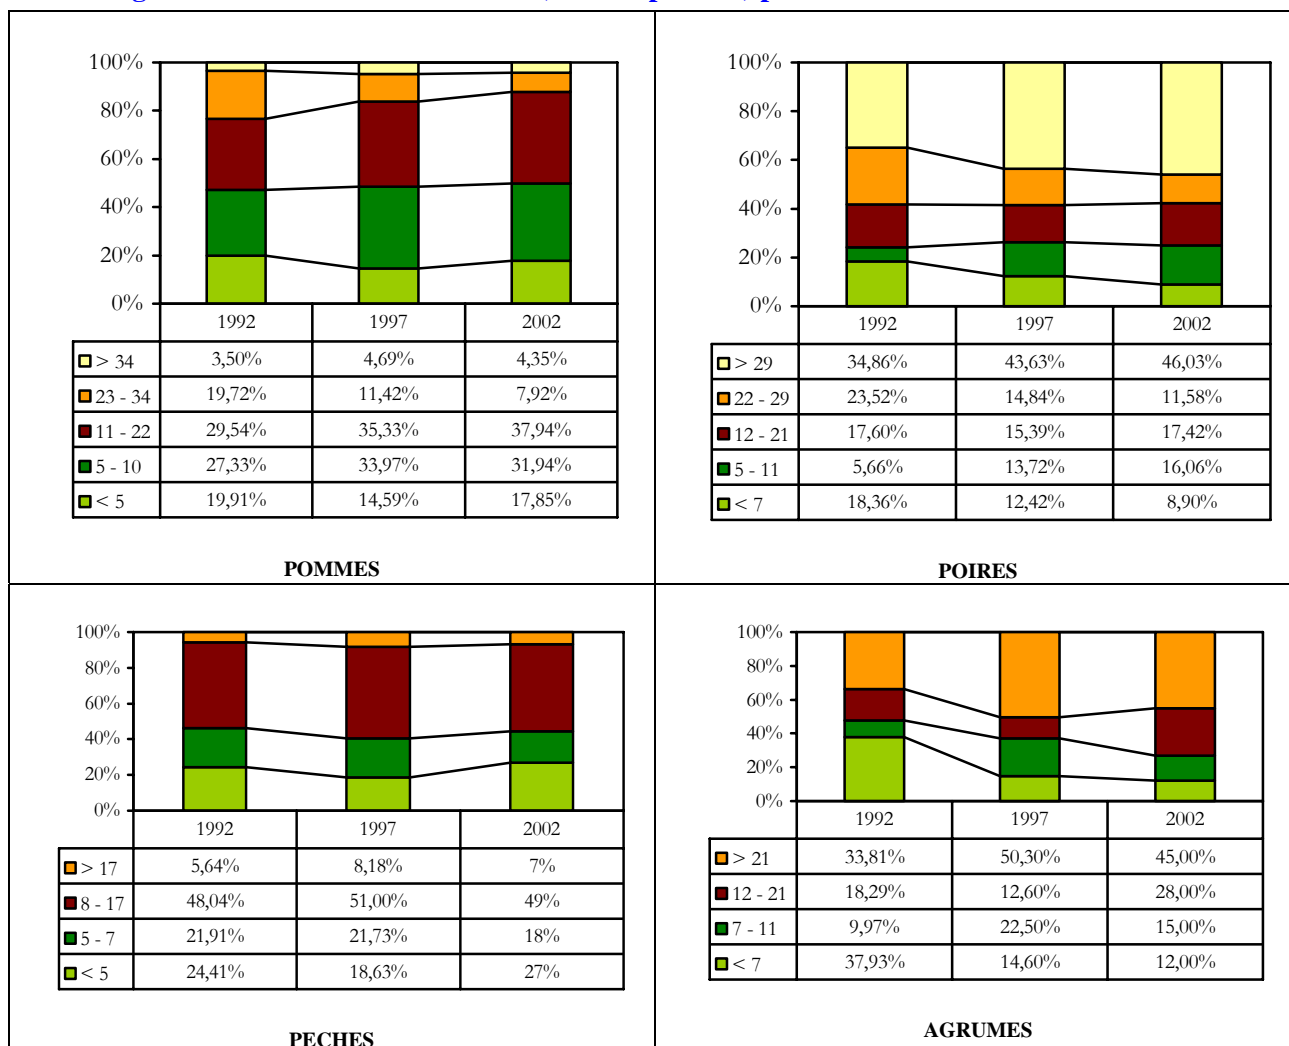 100%
80%
60%
40%
20%
0%
1992 1997 2002
> 34 3,50% 4,69% 4,35%
23 - 34 19,72% 11,42% 7,92%
11 - 22 29,54% 35,33% 37,94%
5 - 10 27,33% 33,97% 31,94%
< 5 19,91% 14,59% 17,85%
POMMES
100%
80%
60%
40%
20%
0%
1992 1997 2002
> 29 34,86% 43,63% 46,03%
22 - 29 23,52% 14,84% 11,58%
12 - 21 17,60% 15,39% 17,42%
5 - 11 5,66% 13,72% 16,06%
< 7 18,36% 12,42% 8,90%
POIRES
100%
80%
60%
40%
20%
0%
1992 1997 2002
> 17 5,64% 8,18% 7%
8 - 17 48,04% 51,00% 49%
5 - 7 21,91% 21,73% 18%
< 5 24,41% 18,63% 27%
PECHES
100%
80%
60%
40%
20%
0%
1992 1997 2002
> 21 33,81% 50,30% 45,00%
12 - 21 18,29% 12,60% 28,00%
7 - 11 9,97% 22,50% 15,00%
< 7 37,93% 14,60% 12,00%
AGRUMES